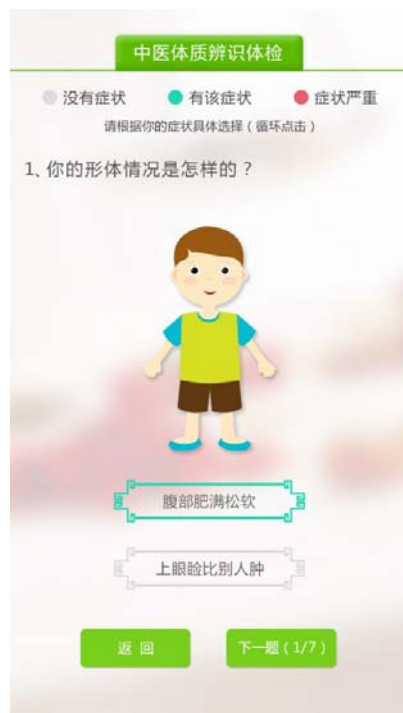 中医体质辨识体检
没有症状 有该症状 症状严重
请根据你的症状具体选择（循环点击）
1、你的形体情况是怎样的？
腹部肥满松软
上眼睑比别人肿
返 回 下一题（1/7）